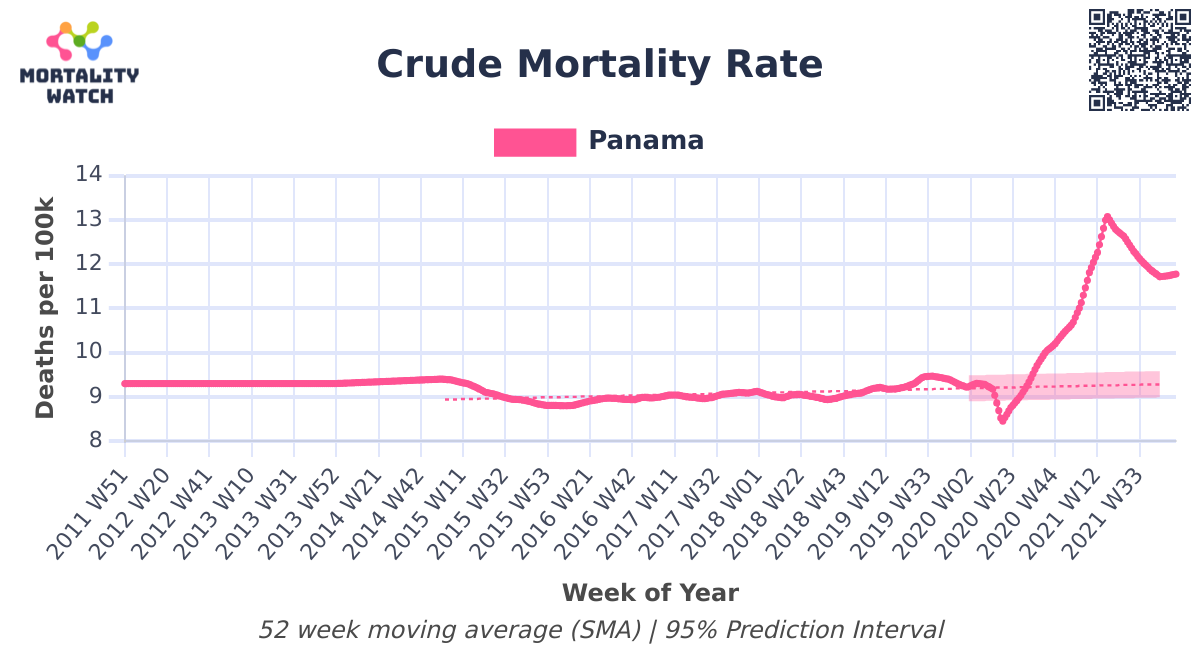 MORTALITY
WATCH
Crude Mortality Rate
Panama
Deaths per 100k
14
13
12
11
10
9
8
2011 W51
2012 W20
2012 W41
2013 W10
2013 W31
2013 W52
2014 W21
2014 W42
2015 W11
2015 W32
2015 W53
2016 W21
2016 W42
2017 W11
2017 W32
2018 W01
2018 W22
2018 W43
2019 W12
2019 W33
2020 W02
2020 W23
2020 W44
2021 W12
2021 W33
Week of Year
52 week moving average (SMA) | 95% Prediction Interval